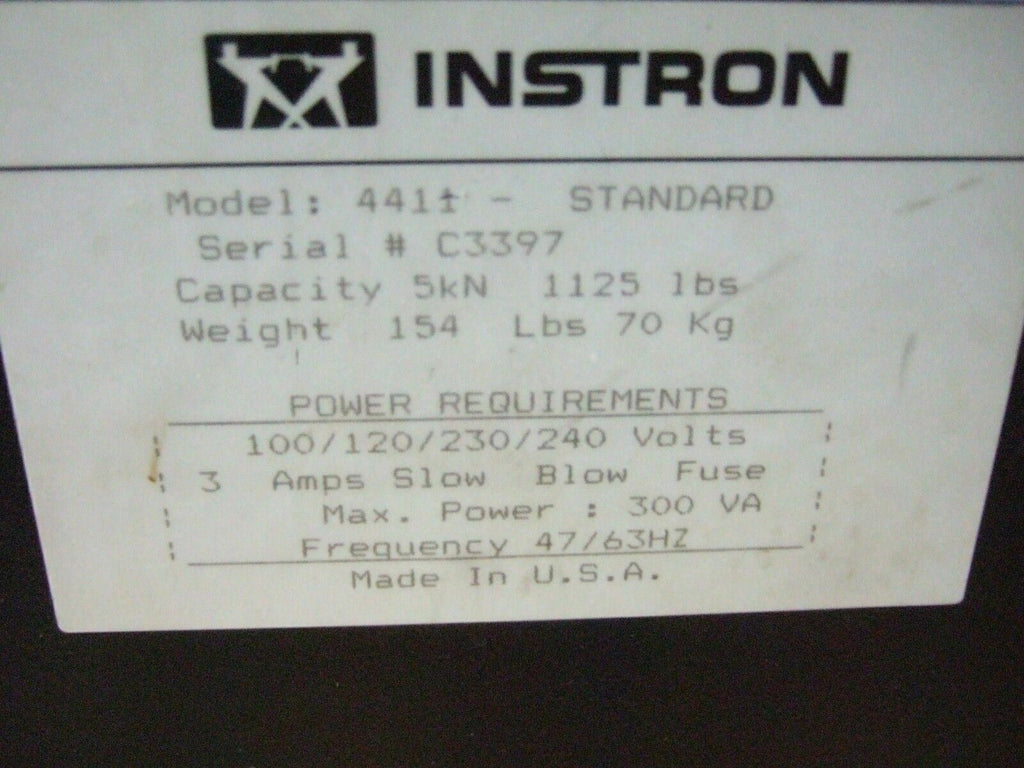 INSTRON
Model: 4411 - STANDARD
Serial # C3397
Capacity 5kN 1125 lbs
Weight 154 Lbs 70 Kg
POWER REQUIREMENTS
100/120/230/240 Volts
3 Amps Slow Blow Fuse
Max. Power : 300 VA
Frequency 47/63HZ
Made In U.S.A.